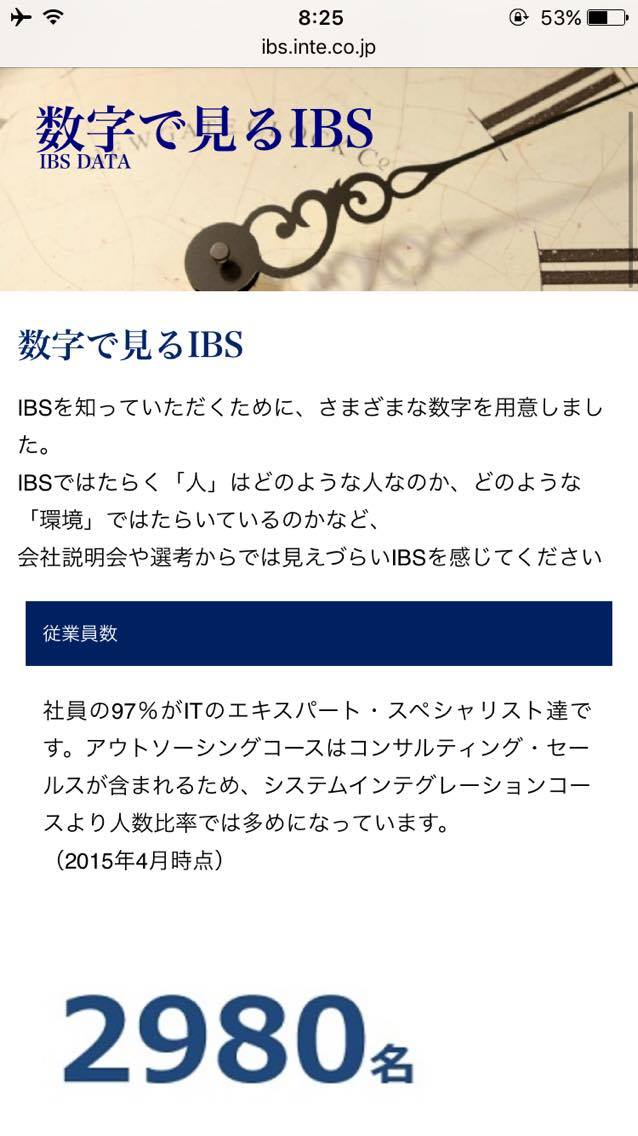 8:25
53%
ibs.inte.co.jp
数字で見るIBS
IBS DATA
数字で見るIBS
IBSを知っていただくために、さまざまな数字を用意しまし
た。
IBSではたらく「人」はどのような人なのか、どのような
「環境」ではたらいているのかなど、
会社説明会や選考からでは見えづらいIBSを感じてください
従業員数
社員の97％がITのエキスパート・スペシャリスト達で
す。アウトソーシングコースはコンサルティング・セー
ルスが含まれるため、システムインテグレーションコー
スより人数比率では多めになっています。
（2015年4月時点）
2980名